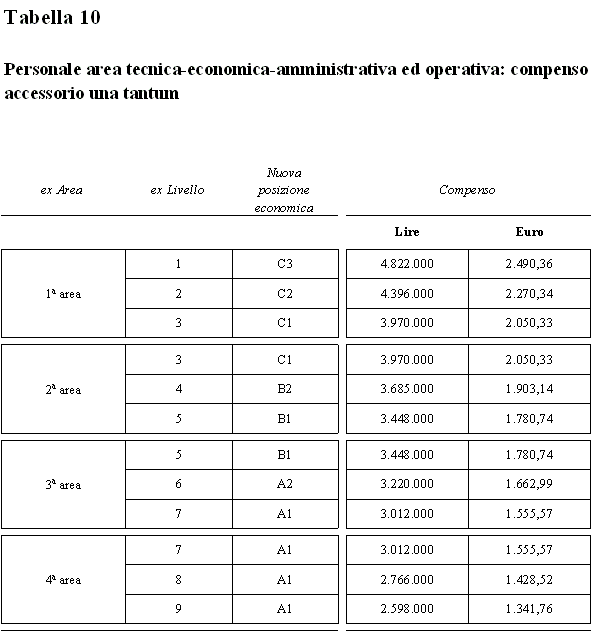 Tabella 10
Personale area tecnica-economica-amministrativa ed operativa: compenso
accessorio una tantum
ex Area ex Livello Nuova posizione economica Compenso
Lire Euro
1ª area 1 C3 4.822.000 2.490,36
2 C2 4.396.000 2.270,34
3 C1 3.970.000 2.050,33
2ª area 3 C1 3.970.000 2.050,33
4 B2 3.685.000 1.903,14
5 B1 3.448.000 1.780,74
3ª area 5 B1 3.448.000 1.780,74
6 A2 3.220.000 1.662,99
7 A1 3.012.000 1.555,57
4ª area 7 A1 3.012.000 1.555,57
8 A1 2.766.000 1.428,52
9 A1 2.598.000 1.341,76